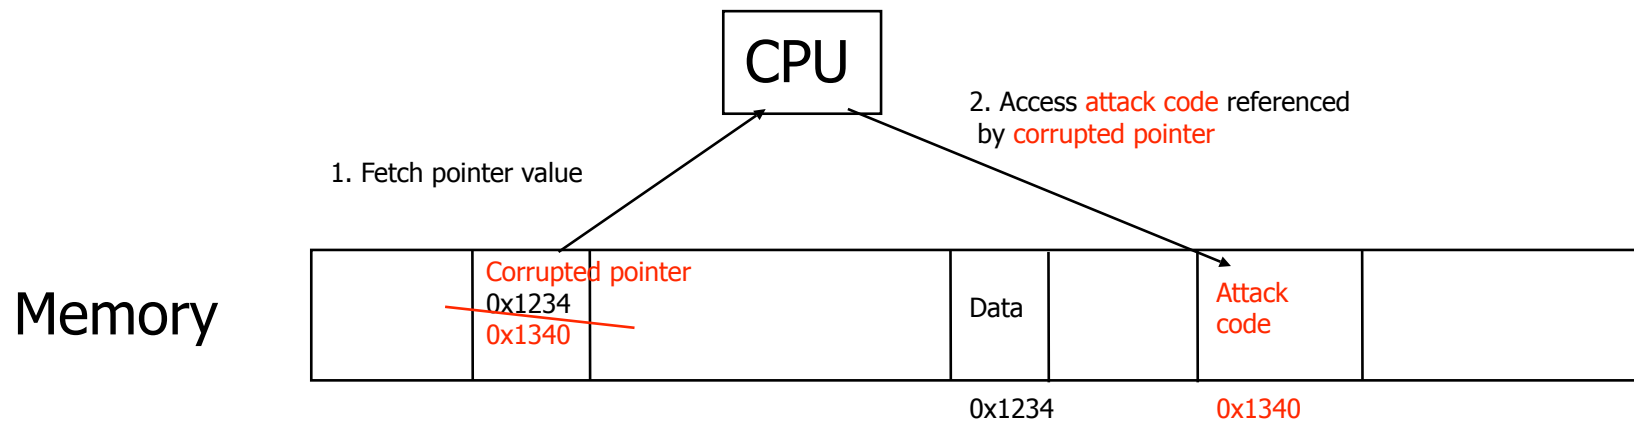 CPU
2. Access attack code referenced
by corrupted pointer
1. Fetch pointer value
Memory
Corrupted pointer
0x1234
0x1340
Data
Attack
code
0x1234
0x1340